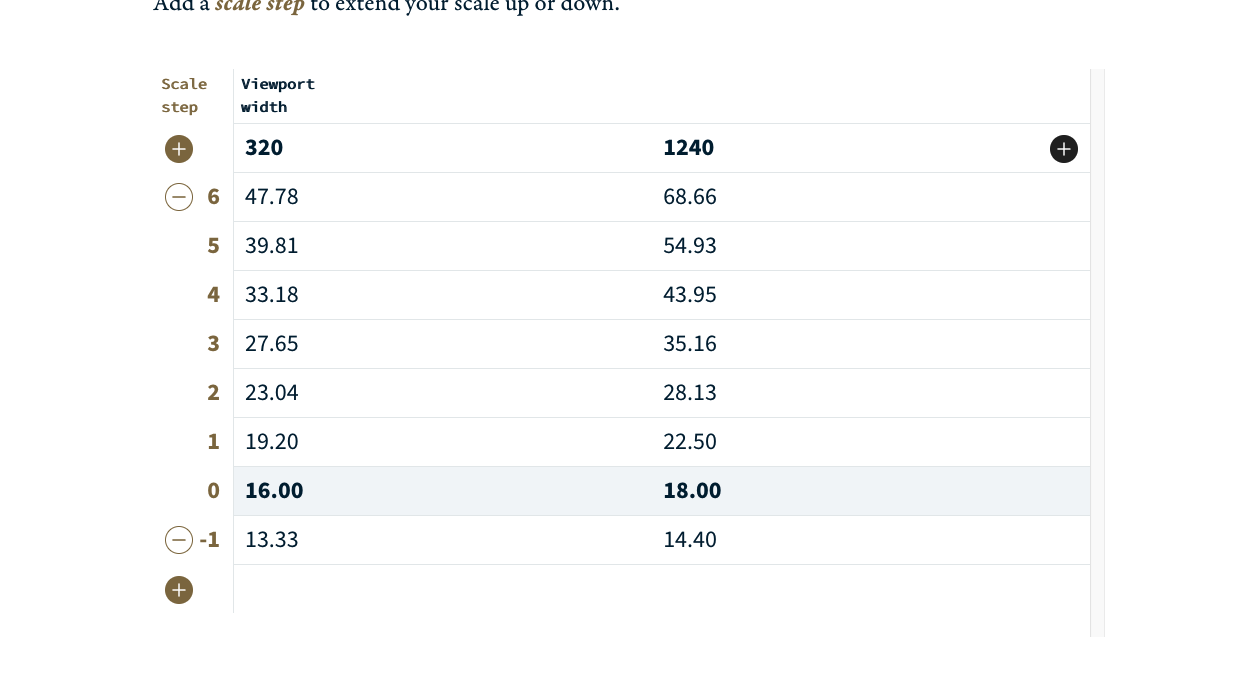 Add a scale step to extend your scale up or down.
Scale step Viewport width
320 1240
6 47.78 68.66
5 39.81 54.93
4 33.18 43.95
3 27.65 35.16
2 23.04 28.13
1 19.20 22.50
0 16.00 18.00
-1 13.33 14.40